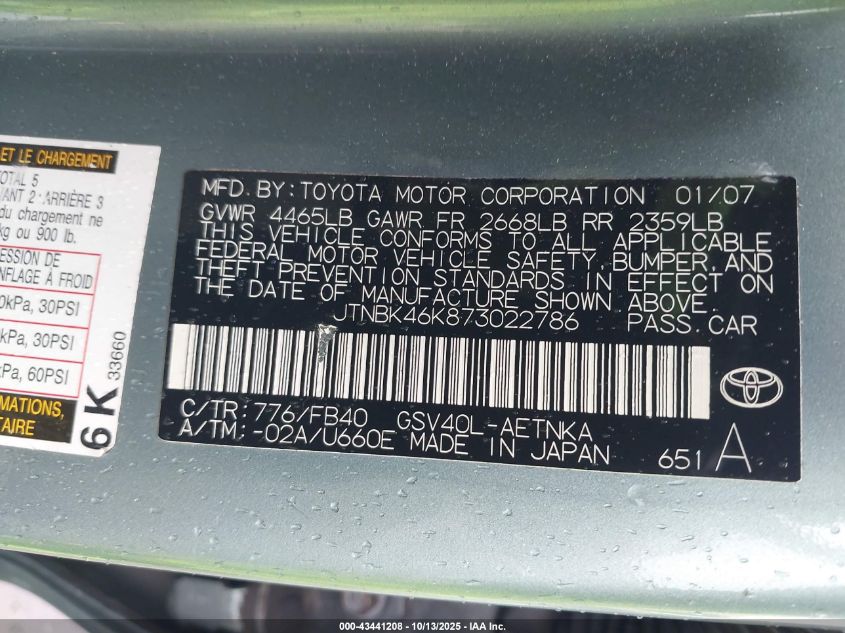 ET LE CHARGEMENT
TOTAL 5
ANT 2 ARRIÈRE 3
du chargement ne
kg ou 900 lb.
ESSION DE
NFLAGE À FROID
0kPa, 30PSI
kPa, 30PSI
kPa, 60PSI
MATIONS,
TAIRE
6K 33660
MFD. BY: TOYOTA MOTOR CORPORATION 01/07
GVWR 4465LB GAWR FR 2668LB RR 2359LB
THIS VEHICLE CONFORMS TO ALL APPLICABLE
FEDERAL MOTOR VEHICLE SAFETY, BUMPER, AND
THEFT PREVENTION STANDARDS IN EFFECT ON
THE DATE OF MANUFACTURE SHOWN ABOVE.
JTNBK46K873022786 PASS. CAR
C/TR: 776/FB40 GSV40L-AETNKA
A/TM: -02A/U660E MADE IN JAPAN 651 A
000-43441208 - 10/13/2025 - IAA, Inc.